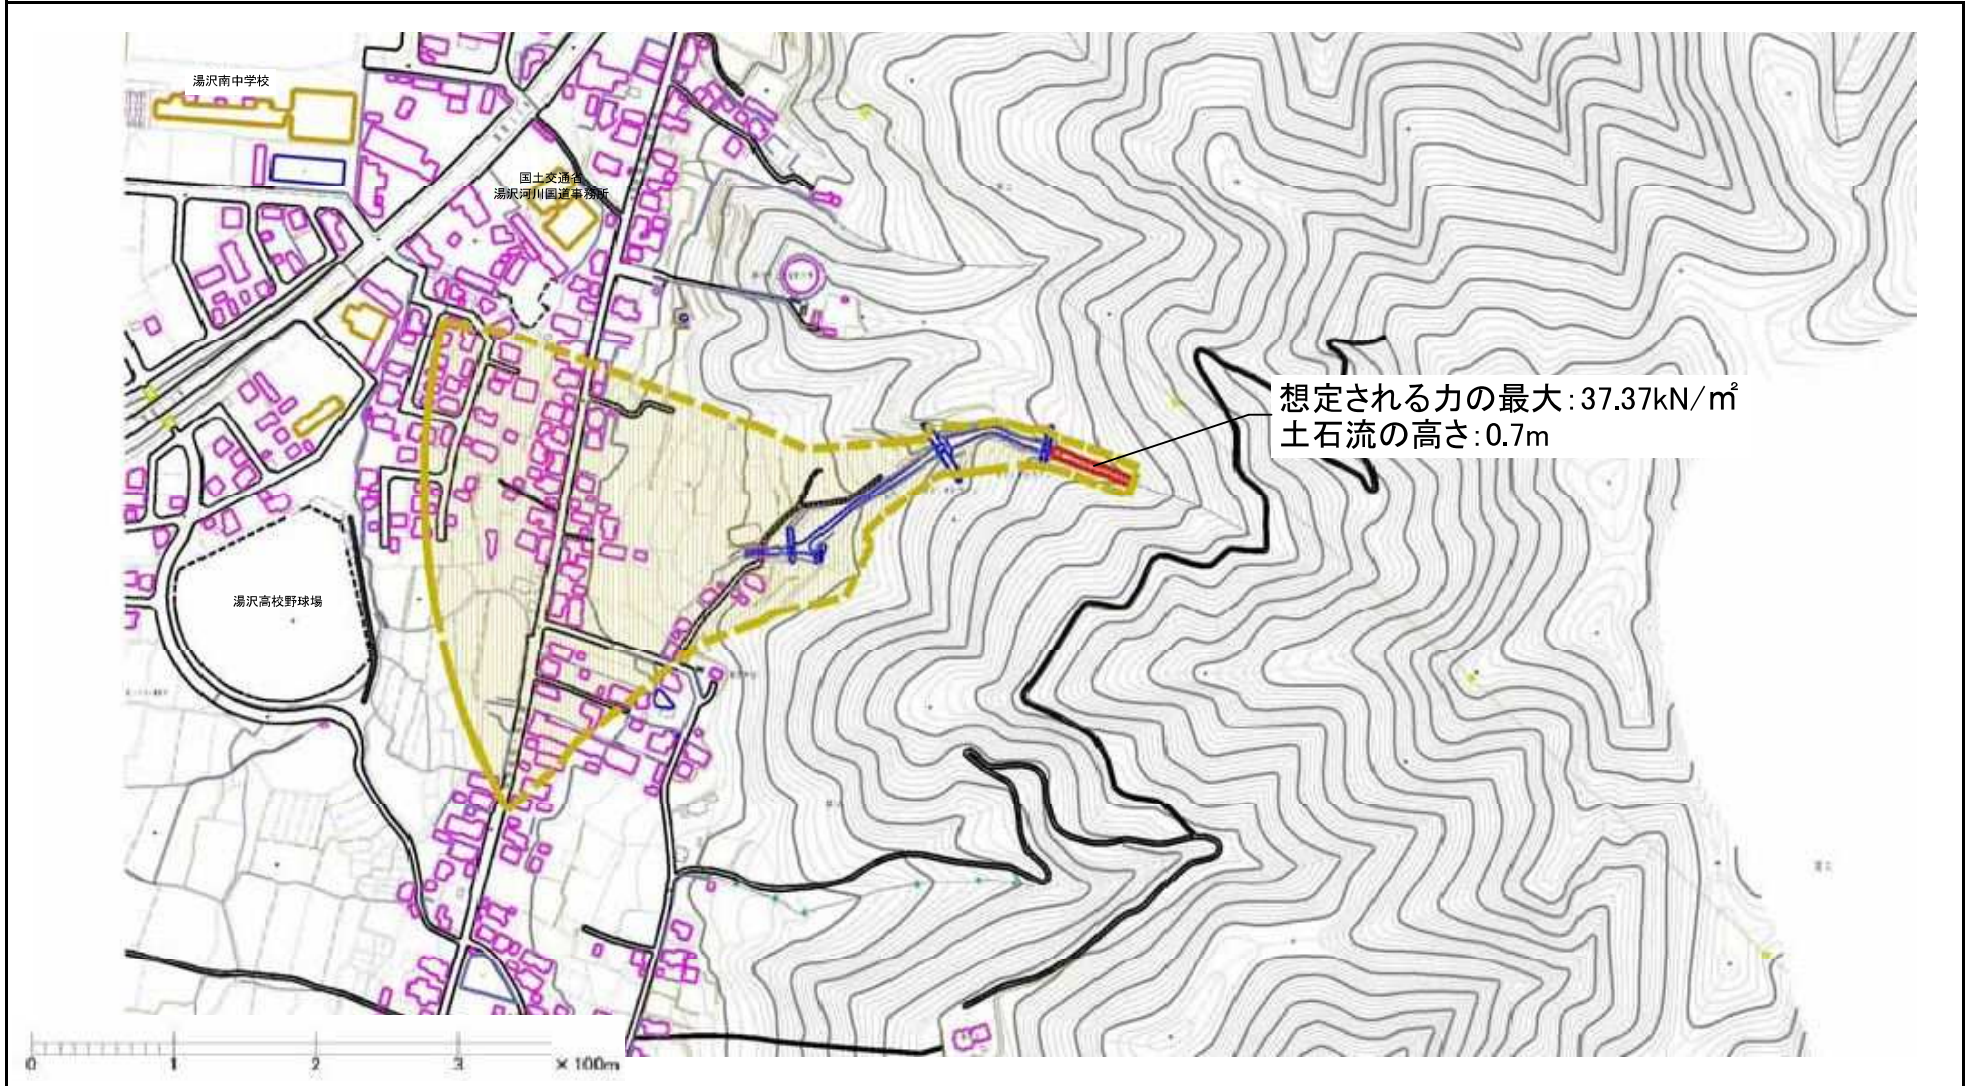 湯沢南中学校
国土交通省
湯沢河川国道事務所
想定される力の最大:37.37kN/㎡
土石流の高さ:0.7m
湯沢高校野球場
0 1 2 3 × 100m